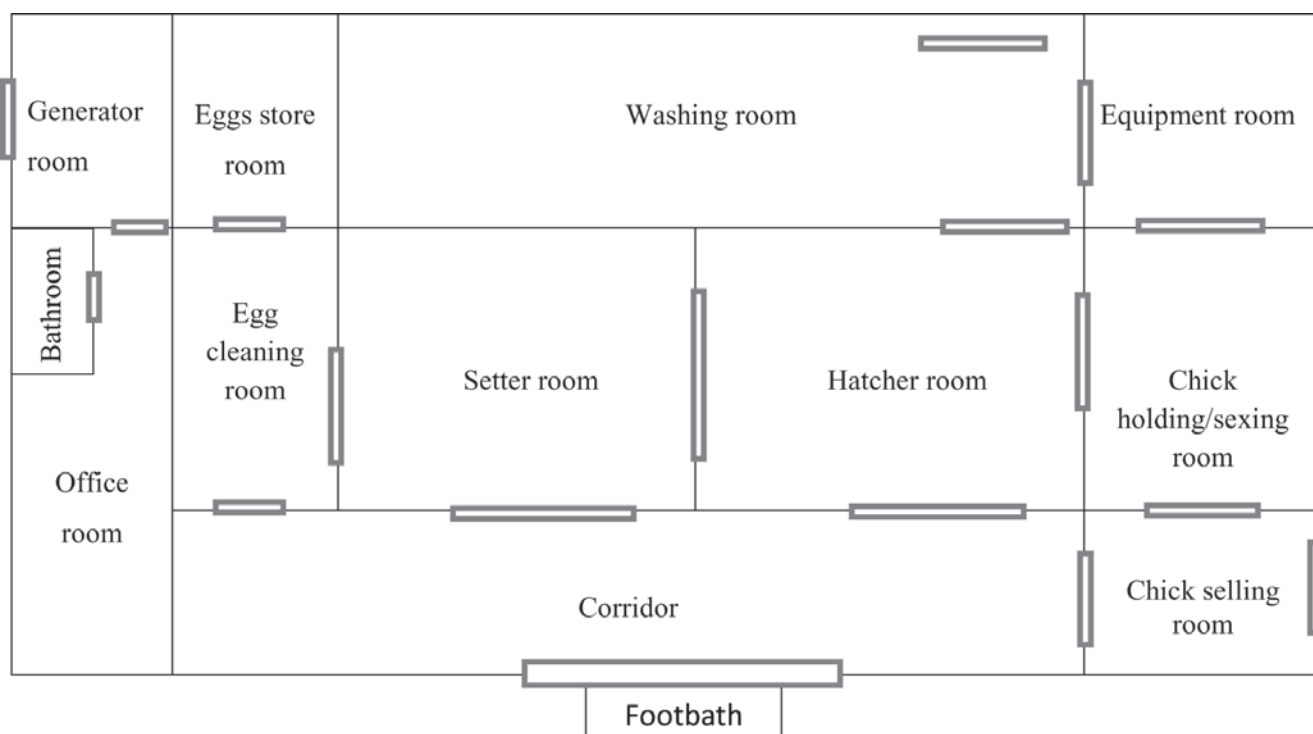 Generator
room
Eggs store
room
Washing room
Equipment room
Bathroom
Egg
cleaning
room
Setter room
Hatcher room
Chick
holding/sexing
room
Office
room
Corridor
Chick selling
room
Footbath